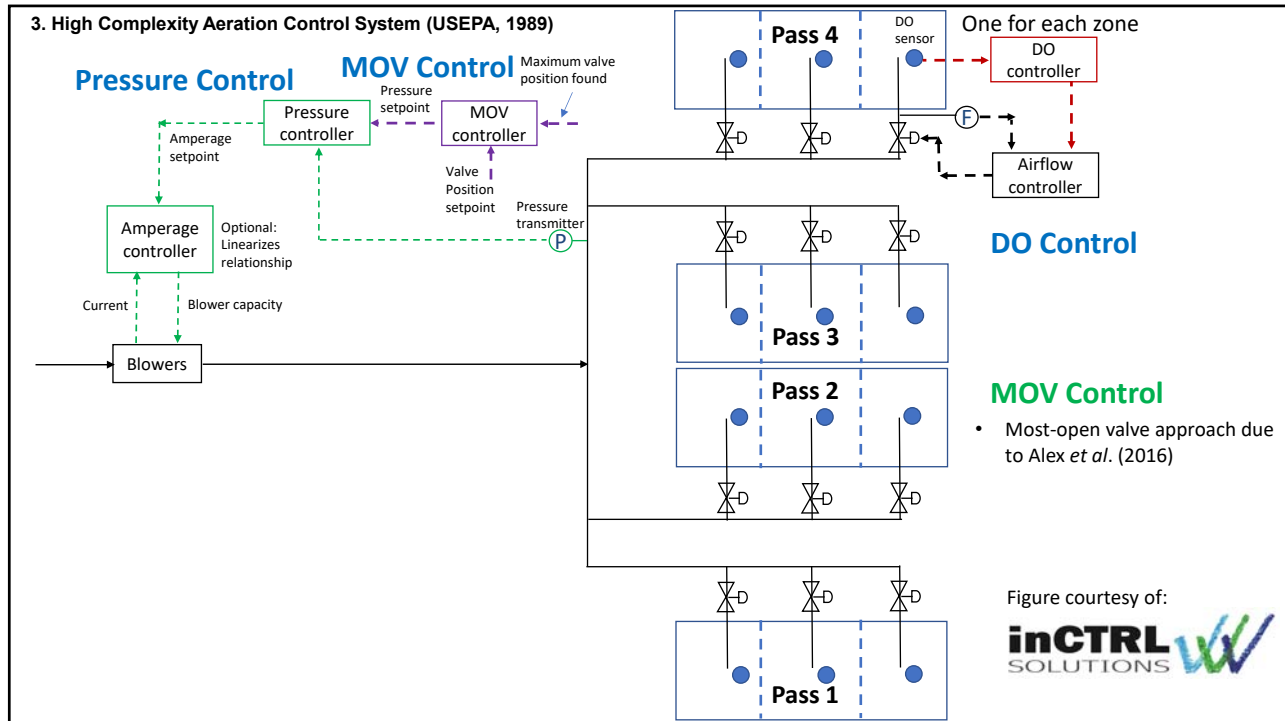 3. High Complexity Aeration Control System (USEPA, 1989)
Pressure Control
MOV Control
Maximum valve
position found
Pressure
setpoint
Pressure
controller
MOV
controller
Amperage
setpoint
Valve
Position
setpoint
Amperage
controller
Optional:
Linearizes
relationship
Pressure
transmitter
P
Current
Blower capacity
Blowers
Pass 4
DO
sensor
One for each zone
DO
controller
F
Airflow
controller
DO Control
Pass 3
Pass 2
MOV Control
• Most-open valve approach due
to Alex et al. (2016)
Pass 1
Figure courtesy of:
inCTRL
SOLUTIONS